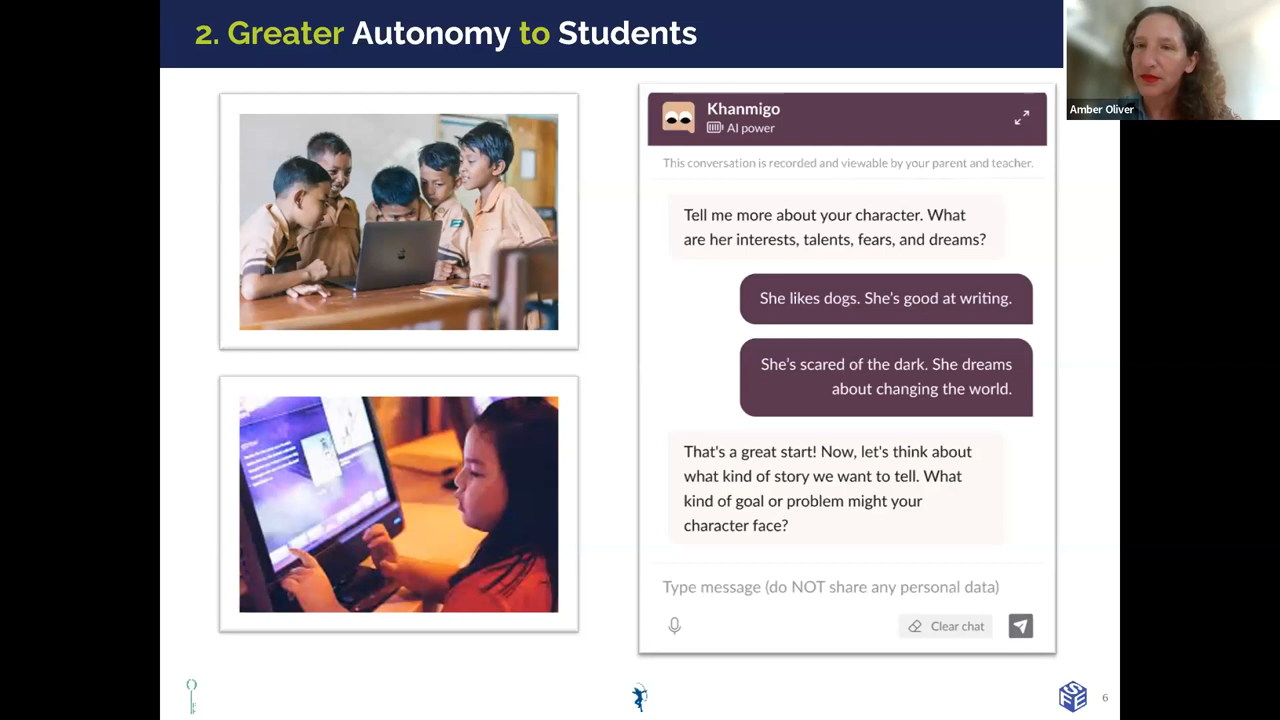 2. Greater Autonomy to Students
Amber Oliver
Khanmigo
AI power
This conversation is recorded and viewable by your parent and teacher.
Tell me more about your character. What
are her interests, talents, fears, and dreams?
She likes dogs. She's good at writing.
She's scared of the dark. She dreams
about changing the world.
That's a great start! Now, let's think about
what kind of story we want to tell. What
kind of goal or problem might your
character face?
Type message (do NOT share any personal data)
Clear chat
6